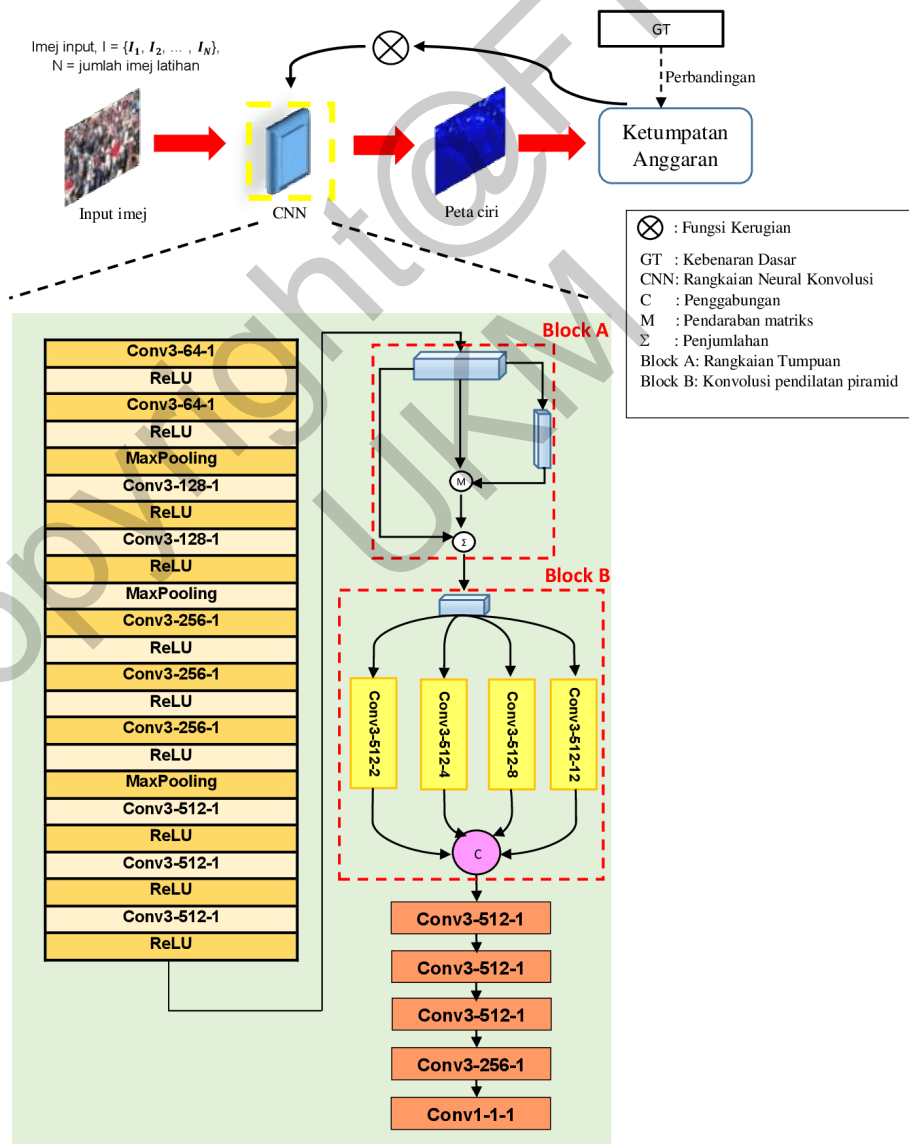 Imej input, I = {I₁, I₂, ... , I_N},
N = jumlah imej latihan
GT
Perbandingan
Ketumpatan
Anggaran
Input imej
CNN
Peta ciri
: Fungsi Kerugian
GT : Kebenaran Dasar
CNN: Rangkaian Neural Konvolusi
C : Penggabungan
M : Pendaraban matriks
Σ : Penjumlahan
Block A: Rangkaian Tumpuan
Block B: Konvolusi pendilatan piramid
Conv3-64-1
ReLU
Conv3-64-1
ReLU
MaxPooling
Conv3-128-1
ReLU
Conv3-128-1
ReLU
MaxPooling
Conv3-256-1
ReLU
Conv3-256-1
ReLU
Conv3-256-1
ReLU
MaxPooling
Conv3-512-1
ReLU
Conv3-512-1
ReLU
Conv3-512-1
ReLU
Block A
M
Σ
Block B
Conv3-512-2
Conv3-512-4
Conv3-512-8
Conv3-512-12
C
Conv3-512-1
Conv3-512-1
Conv3-512-1
Conv3-256-1
Conv1-1-1
opyright@FT
UKM